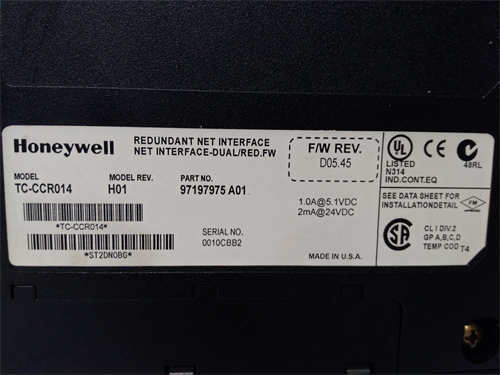 Honeywell
REDUNDANT NET INTERFACE
NET INTERFACE-DUAL/RED.FW
F/W REV.
D05.45
MODEL
TC-CCR014
MODEL REV.
H01
PART NO.
97197975 A01
1.0A@5.1VDC
2mA@24VDC
*TC-CCR014*
*ST2DN0BG*
SERIAL NO.
0010CBB2
MADE IN U.S.A.
UL
LISTED
N314
IND.CONT.EQ
CE
N314
48RL
SEE DATA SHEET FOR
INSTALLATION DETAIL
FM
SA
CL I DIV.2
GP A,B,C,D
TEMP COD T4